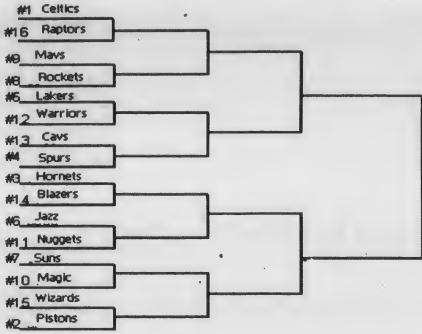 #1 Celtics
#16 Raptors
#9 Mavs
#8 Rockets
#5 Lakers
#12 Warriors
#13 Cavs
#4 Spurs
#3 Hornets
#14 Blazers
#6 Jazz
#11 Nuggets
#7 Suns
#10 Magic
#15 Wizards
#2 Pistons